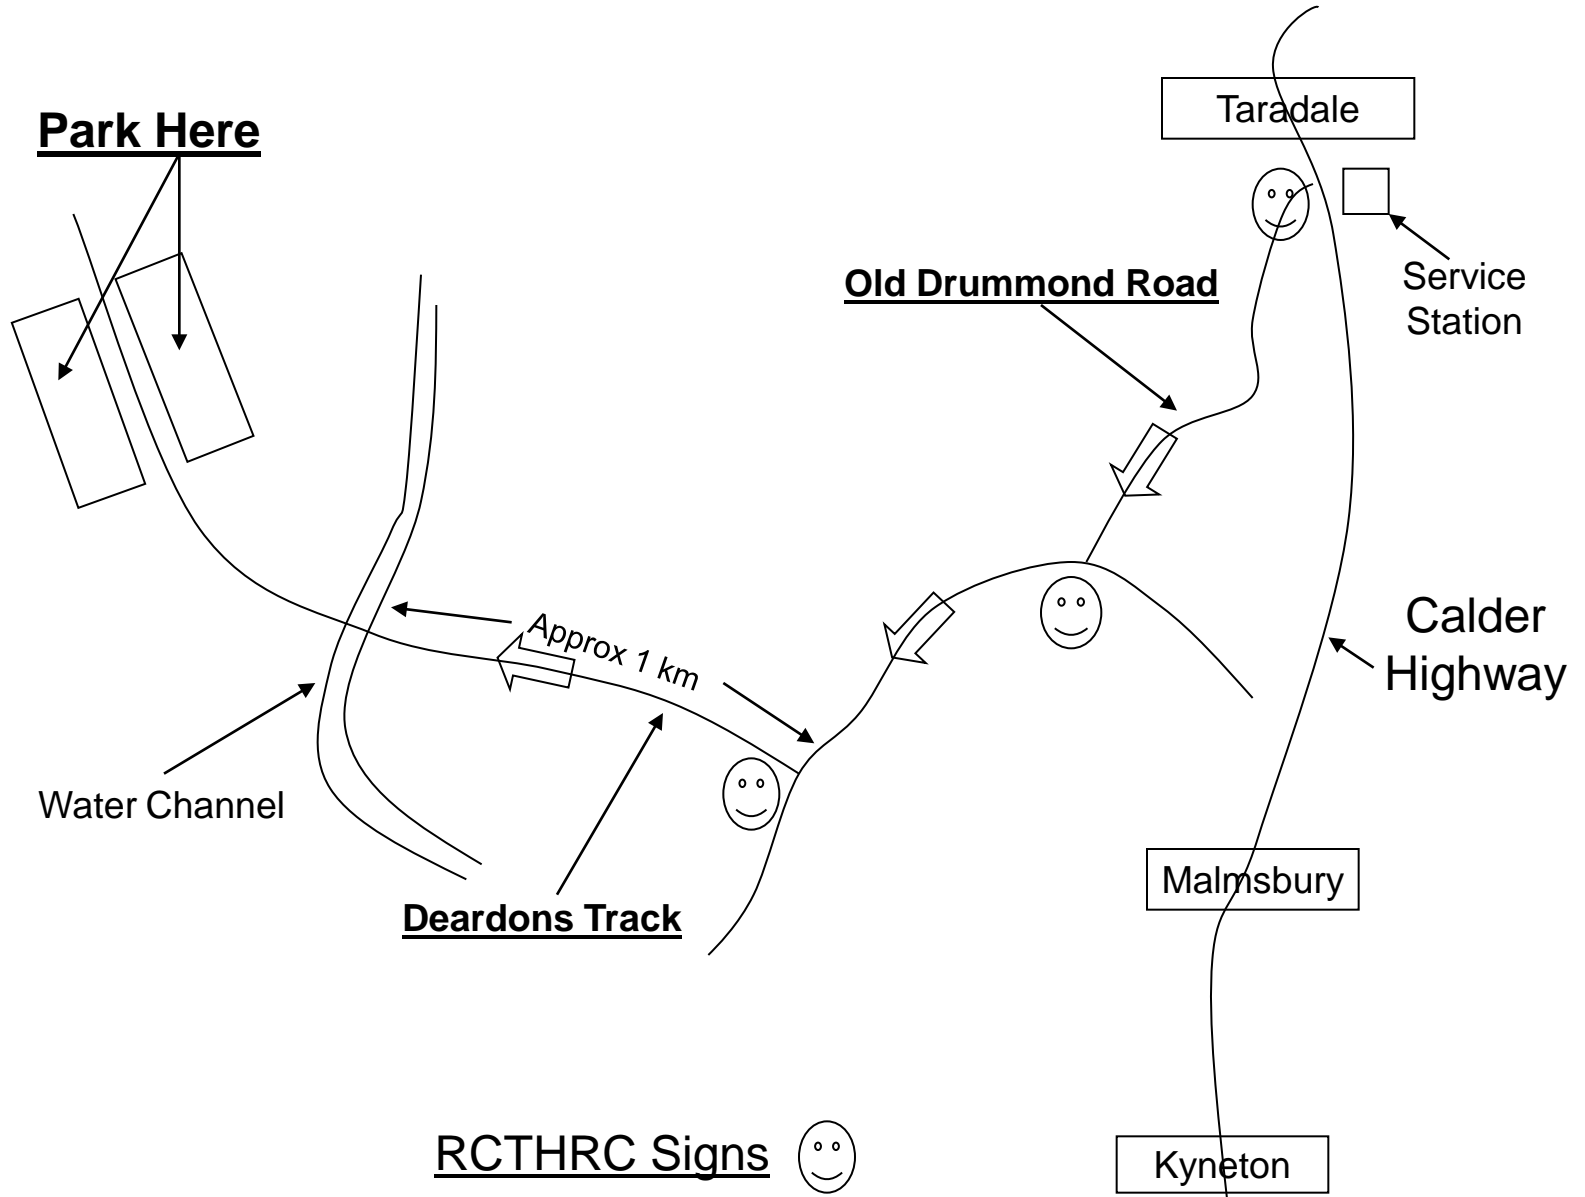 Taradale
Park Here
Service
Station
Old Drummond Road
Calder
Highway
Approx 1 km
Water Channel
Malmsbury
Deardons Track
RCTHRC Signs
Kyneton